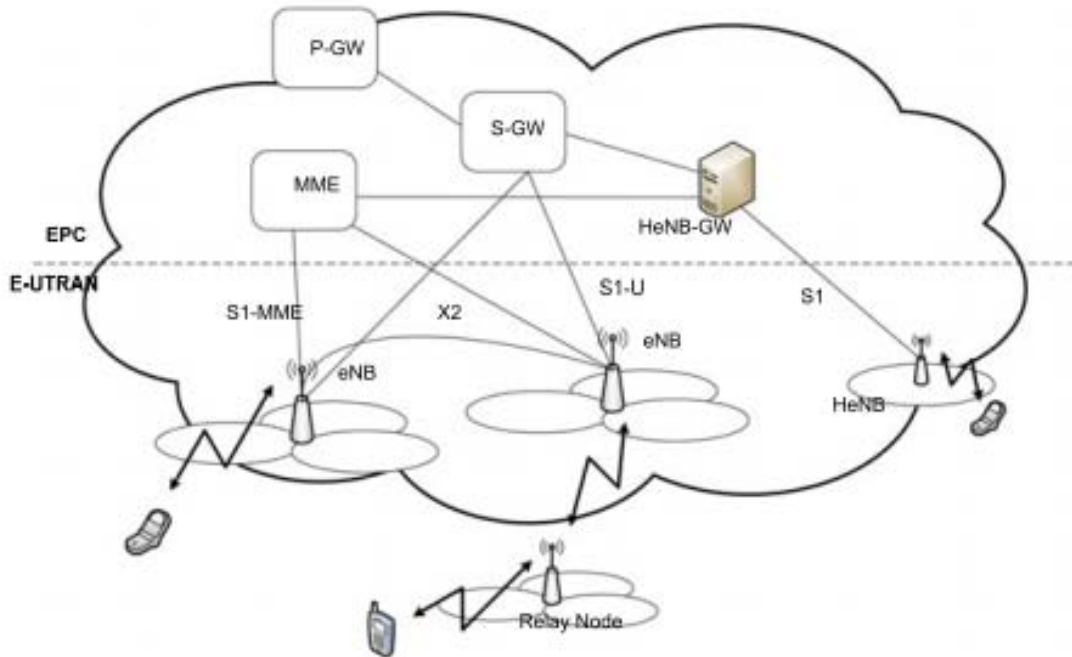 P-GW
S-GW
MME
HeNB-GW
EPC
E-UTRAN
S1-MME
X2
S1-U
S1
eNB
eNB
HeNB
Relay Node